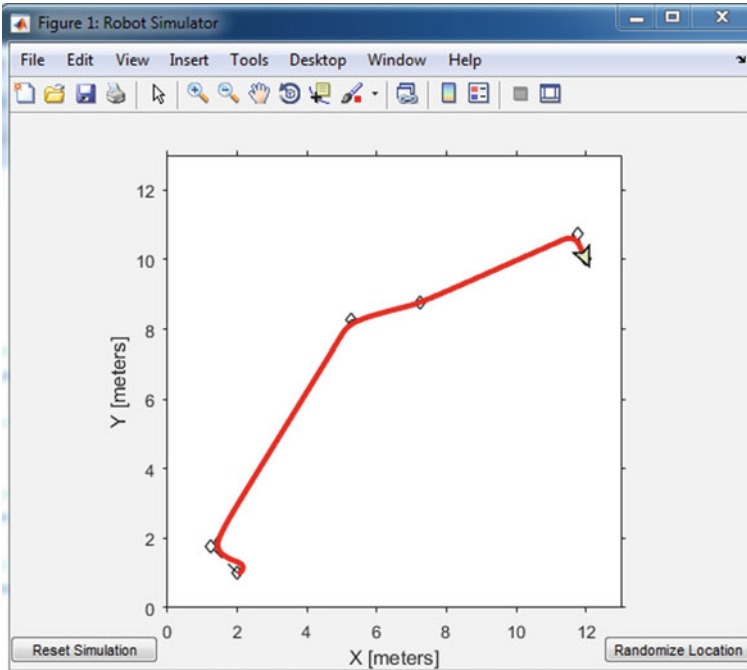 Figure 1: Robot Simulator
File Edit View Insert Tools Desktop Window Help
12
10
8
6
4
2
0
Y [meters]
0 2 4 6 8 10 12
X [meters]
Reset Simulation
Randomize Location